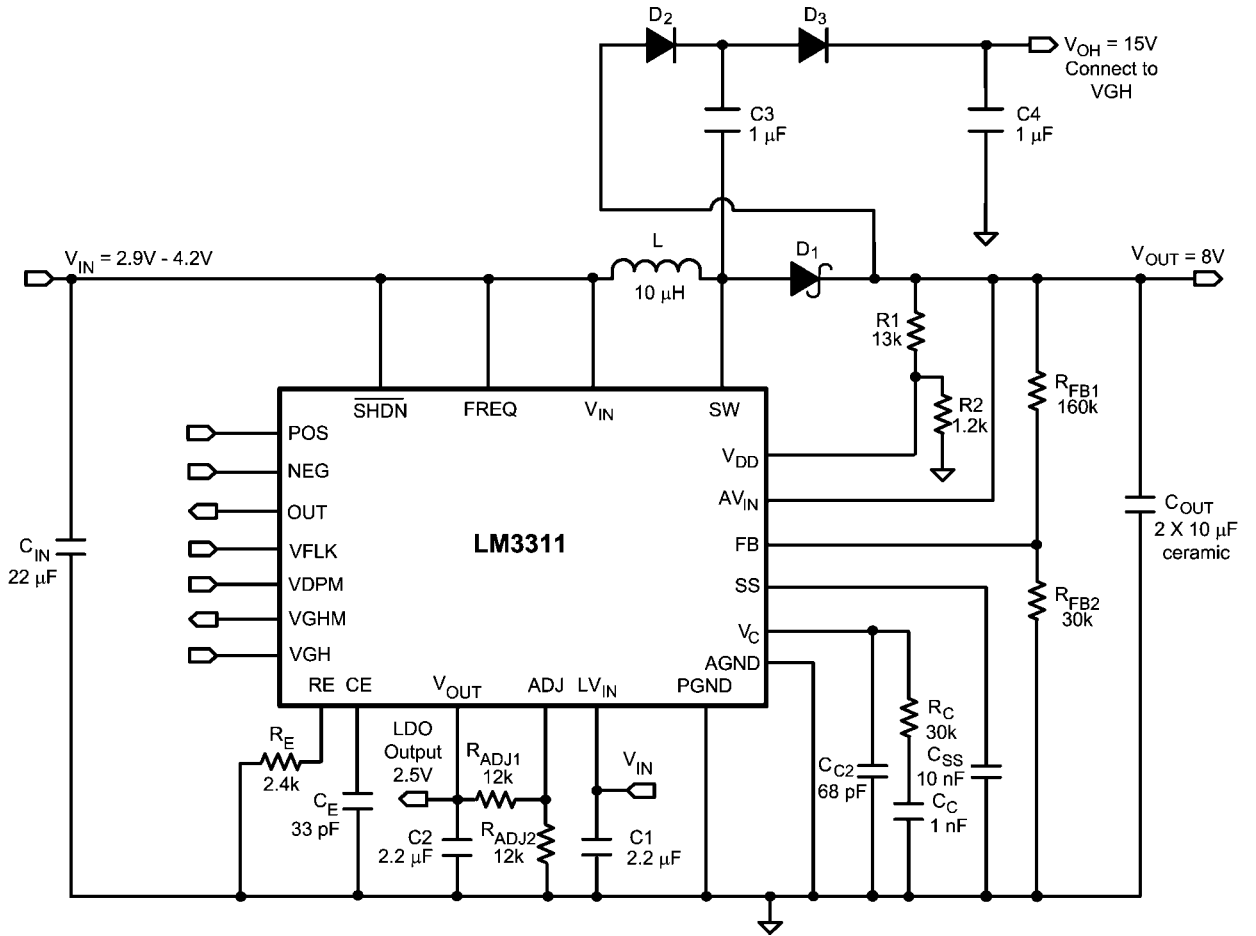 D2
D3
VOH = 15V
Connect to
VGH
C3
1 μF
C4
1 μF
VIN = 2.9V - 4.2V
L
10 μH
D1
VOUT = 8V
R1
13k
R2
1.2k
RFB1
160k
SHDN
FREQ
VIN
SW
POS
NEG
OUT
VFLK
VDPM
VGHM
VGH
LM3311
VDD
AVIN
FB
SS
VC
AGND
PGND
RE
CE
VOUT
ADJ
LVIN
CIN
22 μF
COUT
2 X 10 μF
ceramic
RFB2
30k
RE
2.4k
CE
33 pF
LDO
Output
2.5V
RADJ1
12k
C2
2.2 μF
RADJ2
12k
VIN
C1
2.2 μF
CC2
68 pF
RC
30k
CSS
10 nF
CC
1 nF